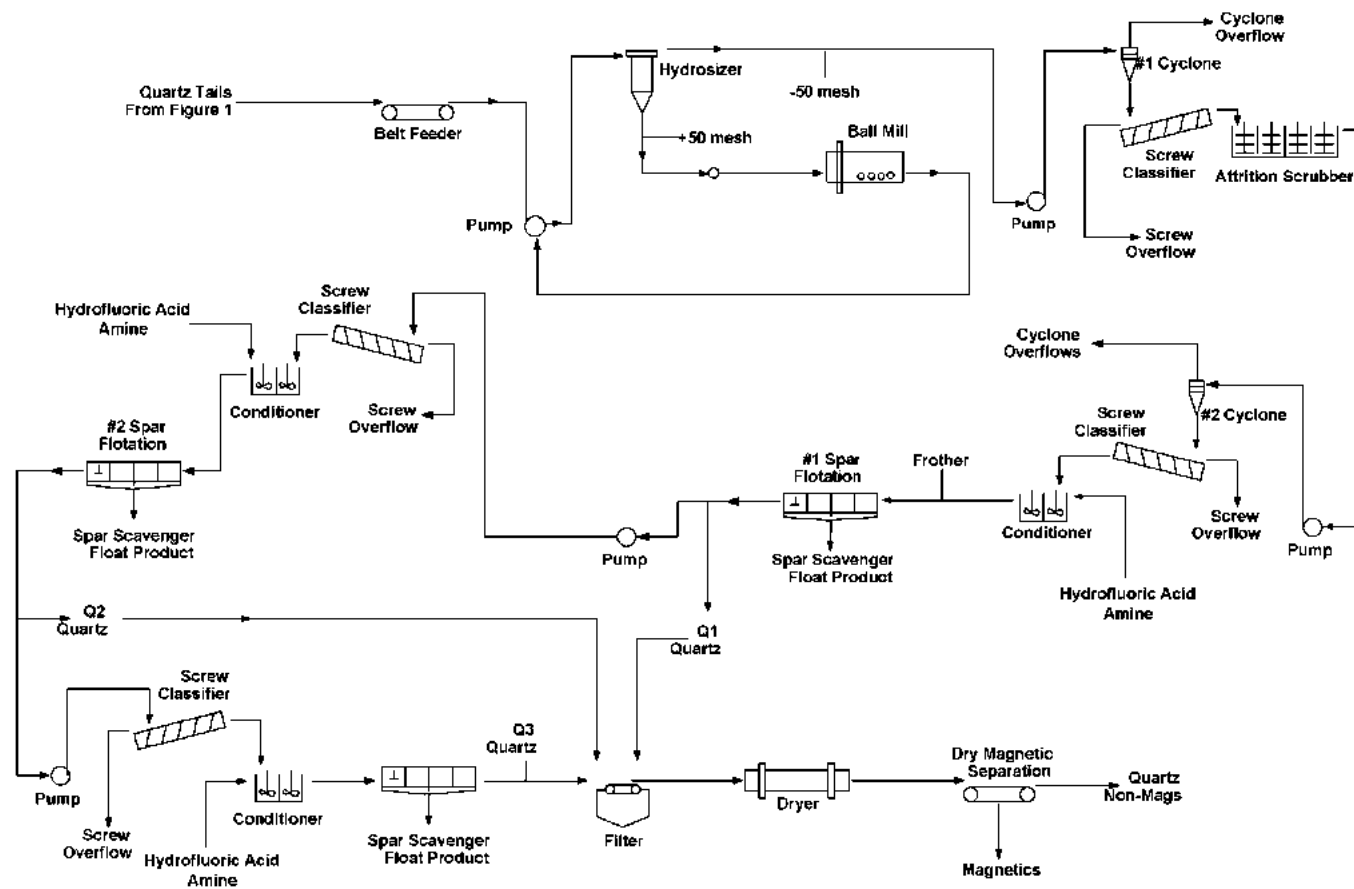 Cyclone
Overflow
Hydrosizer
#1 Cyclone
Quartz Tails
From Figure 1
-50 mesh
Belt Feeder
+50 mesh
Ball Mill
Screw
Classifier
Attrition Scrubber
Pump
Pump
Screw
Overflow
Hydrofluoric Acid
Amine
Screw
Classifier
Cyclone
Overflows
Conditioner
Screw
Overflow
#2 Cyclone
Screw
Classifier
#2 Spar
Flotation
#1 Spar
Flotation
Frother
Spar Scavenger
Float Product
Pump
Spar Scavenger
Float Product
Conditioner
Screw
Overflow
Pump
Hydrofluoric Acid
Amine
Q2
Quartz
Q1
Quartz
Screw
Classifier
Q3
Quartz
Dry Magnetic
Separation
Quartz
Non-Mags
Pump
Conditioner
Dryer
Screw
Overflow
Spar Scavenger
Float Product
Filter
Hydrofluoric Acid
Amine
Magnetics